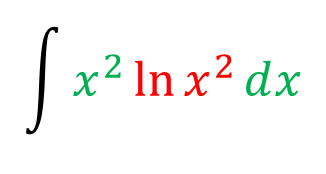 ∫ x² ln x² dx